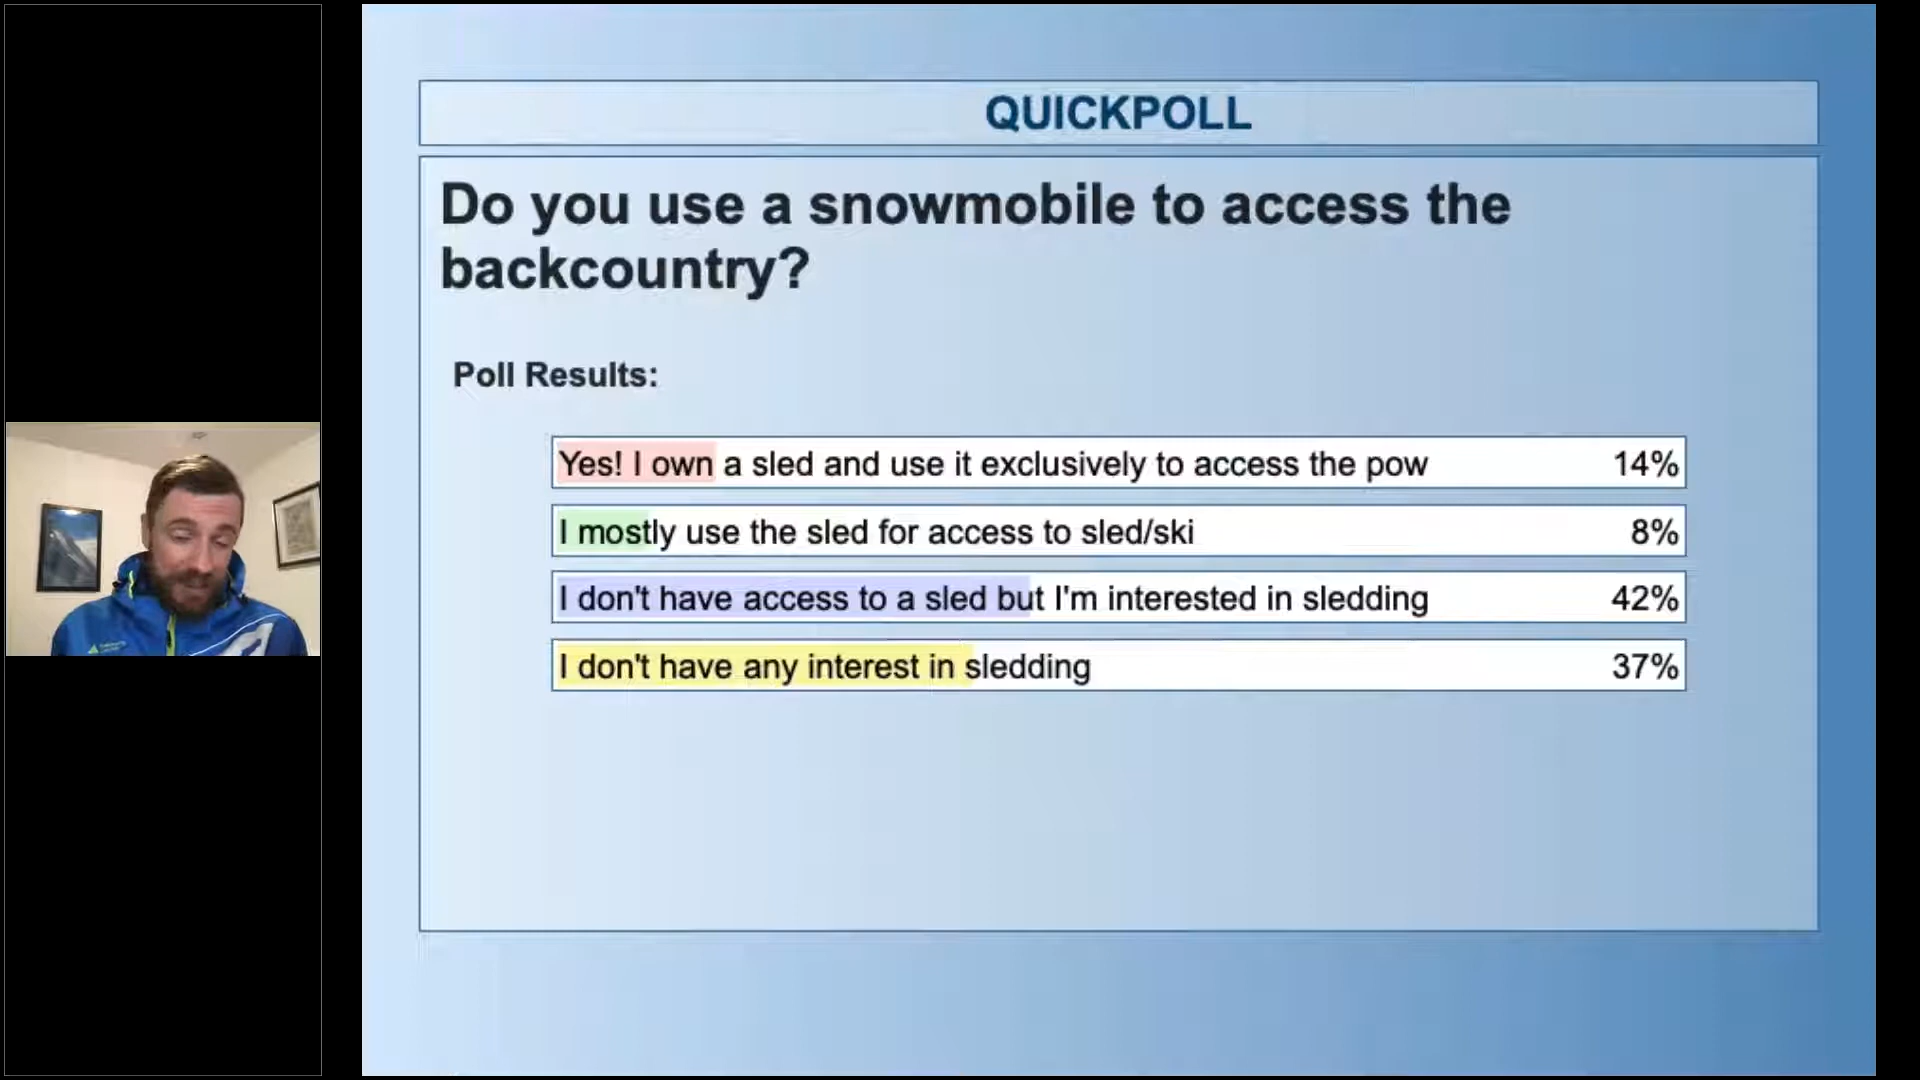 QUICKPOLL
Do you use a snowmobile to access the
backcountry?
Poll Results:
Yes! I own a sled and use it exclusively to access the pow 14%
I mostly use the sled for access to sled/ski 8%
I don't have access to a sled but I'm interested in sledding 42%
I don't have any interest in sledding 37%